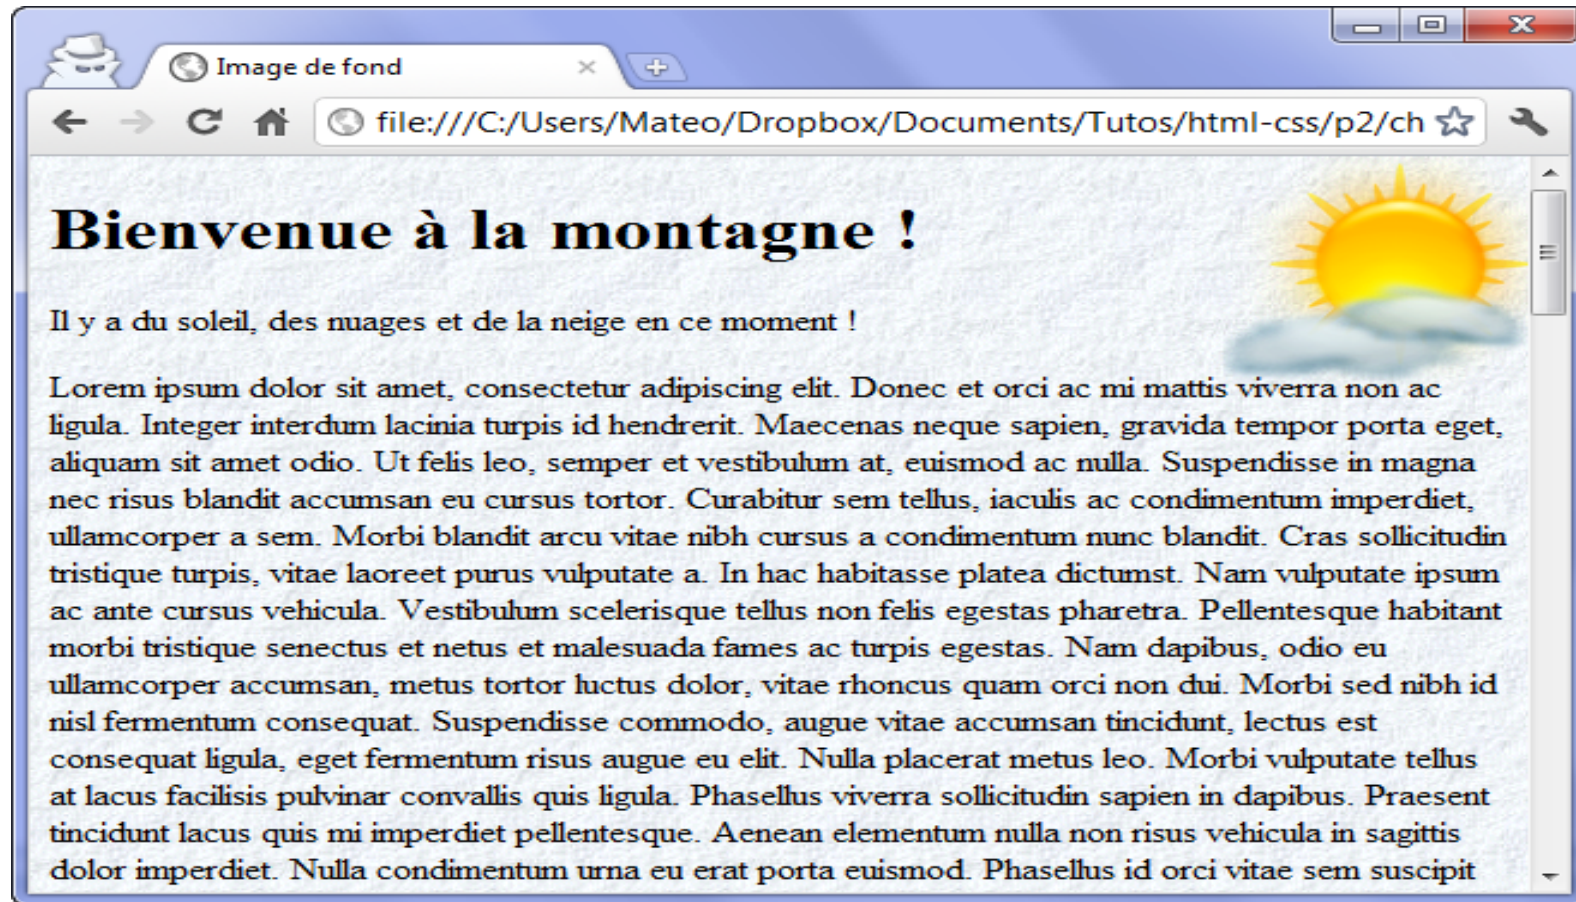 Image de fond
file:///C:/Users/Mateo/Dropbox/Documents/Tutos/html-css/p2/ch
Bienvenue à la montagne !
Il y a du soleil, des nuages et de la neige en ce moment !
Lorem ipsum dolor sit amet, consectetur adipiscing elit. Donec et orci ac mi mattis viverra non ac
ligula. Integer interdum lacinia turpis id hendrerit. Maecenas neque sapien, gravida tempor porta eget,
aliquam sit amet odio. Ut felis leo, semper et vestibulum at, euismod ac nulla. Suspendisse in magna
nec risus blandit accumsan eu cursus tortor. Curabitur sem tellus, iaculis ac condimentum imperdiet,
ullamcorper a sem. Morbi blandit arcu vitae nibh cursus a condimentum nunc blandit. Cras sollicitudin
tristique turpis, vitae laoreet purus vulputate a. In hac habitasse platea dictumst. Nam vulputate ipsum
ac ante cursus vehicula. Vestibulum scelerisque tellus non felis egestas pharetra. Pellentesque habitant
morbi tristique senectus et netus et malesuada fames ac turpis egestas. Nam dapibus, odio eu
ullamcorper accumsan, metus tortor luctus dolor, vitae rhoncus quam orci non dui. Morbi sed nibh id
nisl fermentum consequat. Suspendisse commodo, augue vitae accumsan tincidunt, lectus est
consequat ligula, eget fermentum risus augue eu elit. Nulla placerat metus leo. Morbi vulputate tellus
at lacus facilisis pulvinar convallis quis ligula. Phasellus viverra sollicitudin sapien in dapibus. Praesent
tincidunt lacus quis mi imperdiet pellentesque. Aenean elementum nulla non risus vehicula in sagittis
dolor imperdiet. Nulla condimentum urna eu erat porta euismod. Phasellus id orci vitae sem suscipit